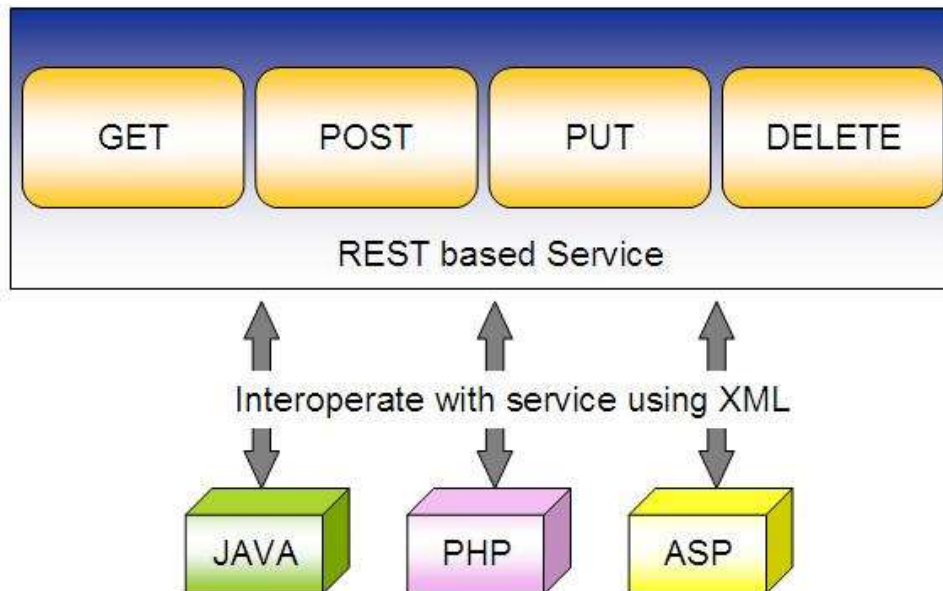 GET POST PUT DELETE
REST based Service
Interoperate with service using XML
JAVA PHP ASP